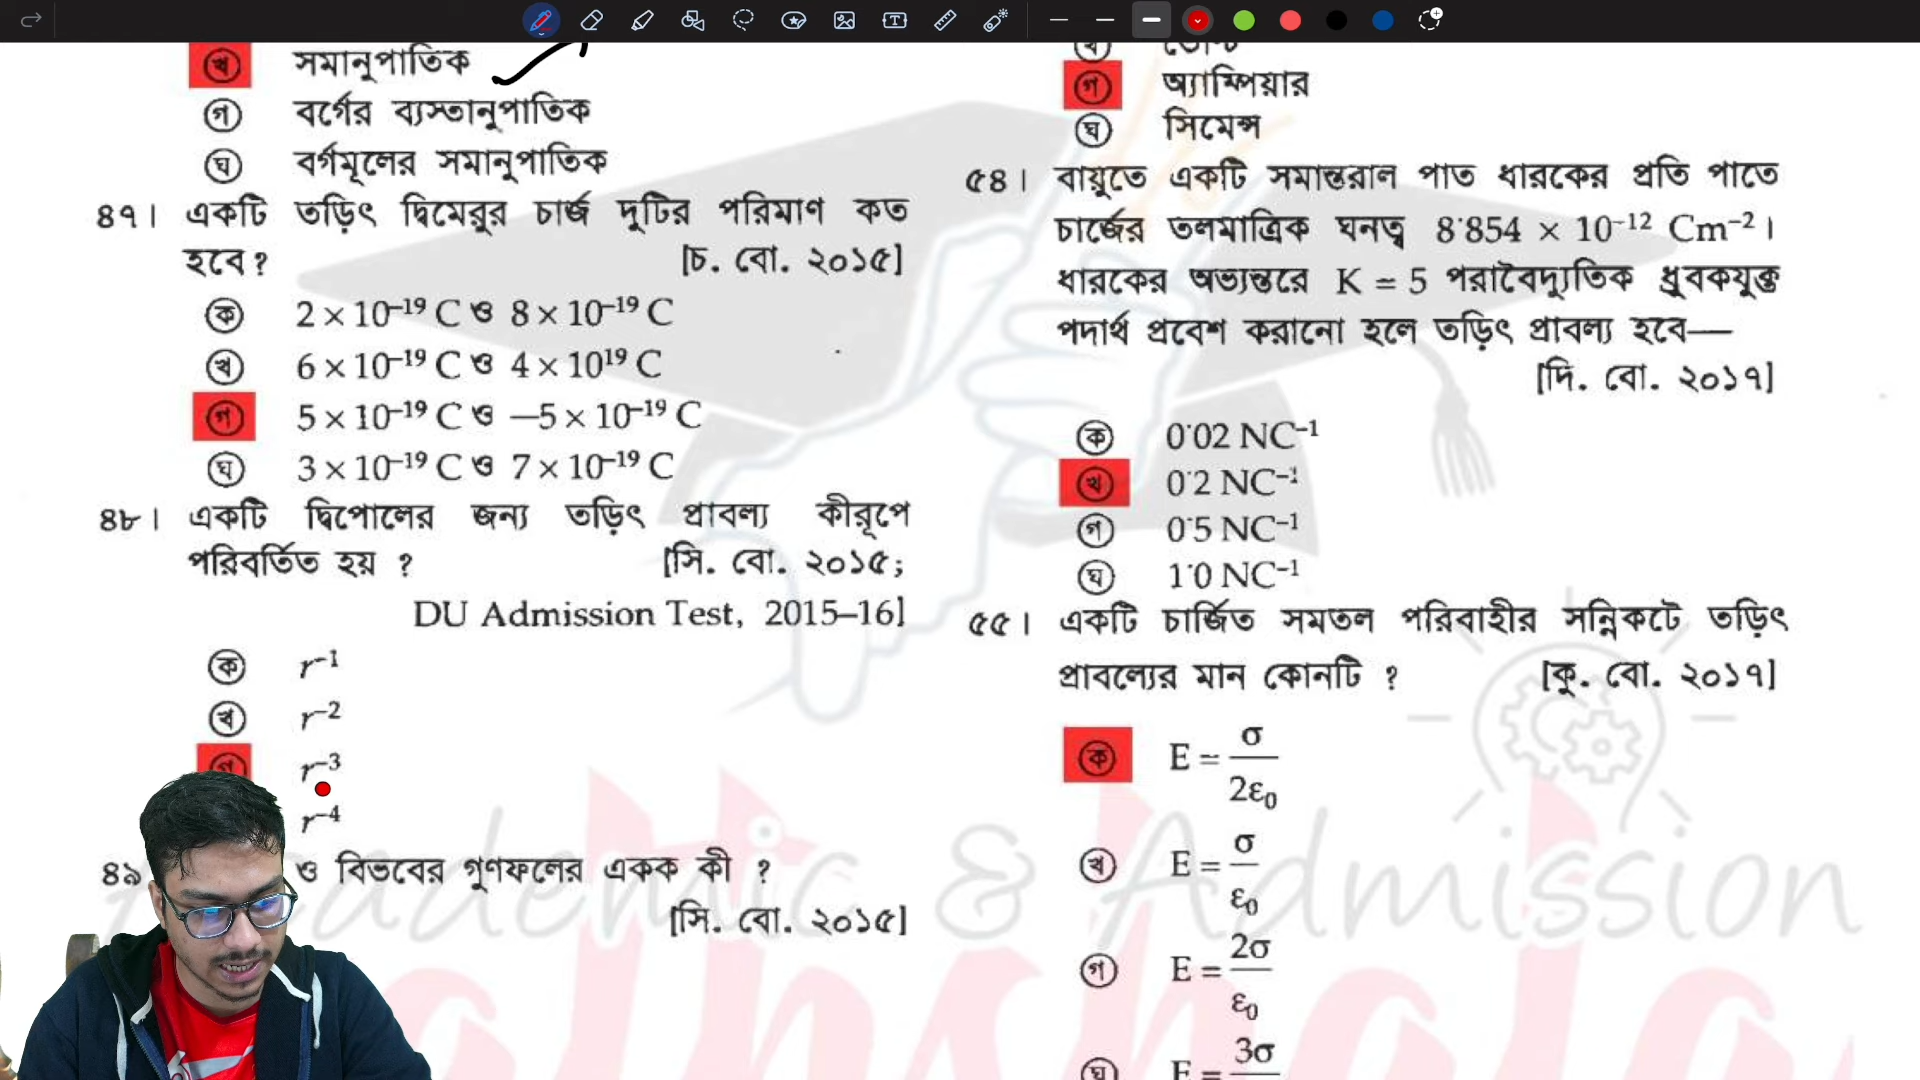 খ সমানুপাতিক
গ বর্গের ব্যস্তানুপাতিক
ঘ বর্গমূলের সমানুপাতিক
৪৭। একটি তড়িৎ দ্বিমেরুর চার্জ দুটির পরিমাণ কত
হবে? [চ. বো. ২০১৫]
ক 2 × 10⁻¹⁹ C ও 8 × 10⁻¹⁹ C
খ 6 × 10⁻¹⁹ C ও 4 × 10¹⁹ C
গ 5 × 10⁻¹⁹ C ও —5 × 10⁻¹⁹ C
ঘ 3 × 10⁻¹⁹ C ও 7 × 10⁻¹⁹ C
৪৮। একটি দ্বিপোলের জন্য তড়িৎ প্রাবল্য কীরূপে
পরিবর্তিত হয় ? [সি. বো. ২০১৫;
DU Admission Test, 2015–16]
ক r⁻¹
খ r⁻²
গ r⁻³
r⁻⁴
৪৯ ও বিভবের গুণফলের একক কী ?
[সি. বো. ২০১৫]
গ অ্যাম্পিয়ার
ঘ সিমেন্স
৫৪। বায়ুতে একটি সমান্তরাল পাত ধারকের প্রতি পাতে
চার্জের তলমাত্রিক ঘনত্ব 8·854 × 10⁻¹² Cm⁻²।
ধারকের অভ্যন্তরে K = 5 পরাবৈদ্যুতিক ধ্রুবকযুক্ত
পদার্থ প্রবেশ করানো হলে তড়িৎ প্রাবল্য হবে—
[দি. বো. ২০১৭]
ক 0·02 NC⁻¹
খ 0·2 NC⁻¹
গ 0·5 NC⁻¹
ঘ 1·0 NC⁻¹
৫৫। একটি চার্জিত সমতল পরিবাহীর সন্নিকটে তড়িৎ
প্রাবল্যের মান কোনটি ? [কু. বো. ২০১৭]
ক E = σ/2ε₀
খ E = σ/ε₀
গ E = 2σ/ε₀
ঘ E = 3σ
Academic & Admission